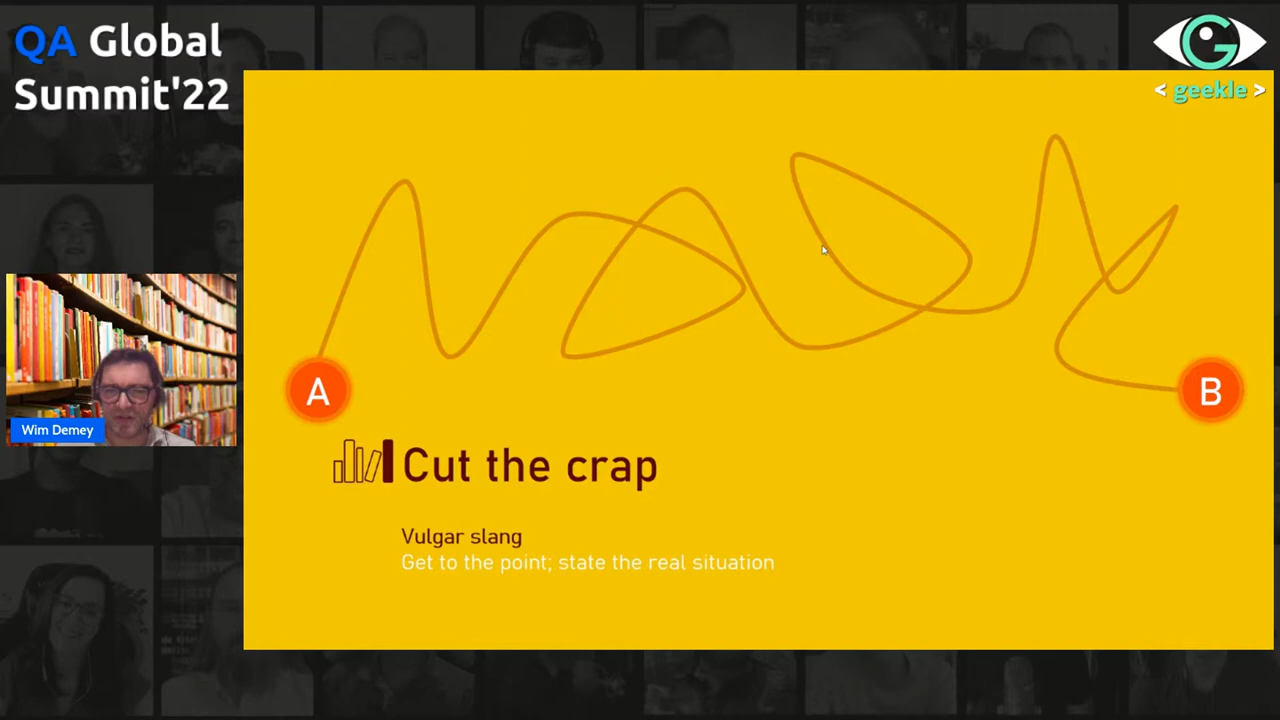 QA Global
Summit'22
G
< geekle >
A
B
Wim Demey
Cut the crap
Vulgar slang
Get to the point; state the real situation